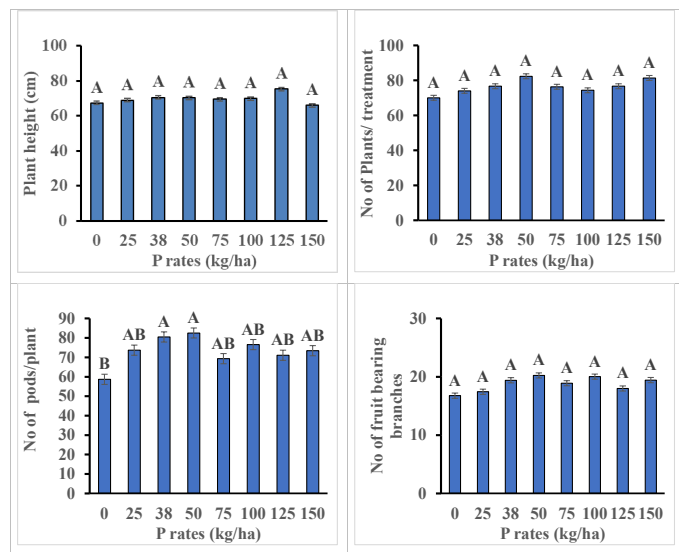 Plant height (cm)
100
80
60
40
20
0
A A A A A A A A
0 25 38 50 75 100 125 150
P rates (kg/ha)
No of Plants/ treatment
100
80
60
40
20
0
A A A A A A A A
0 25 38 50 75 100 125 150
P rates (kg/ha)
No of pods/plant
90
80
70
60
50
40
30
20
10
0
B AB A A AB AB AB AB
0 25 38 50 75 100 125 150
P rates (kg/ha)
No of fruit bearing
branches
30
20
10
0
A A A A A A A A
0 25 38 50 75 100 125 150
P rates (kg/ha)